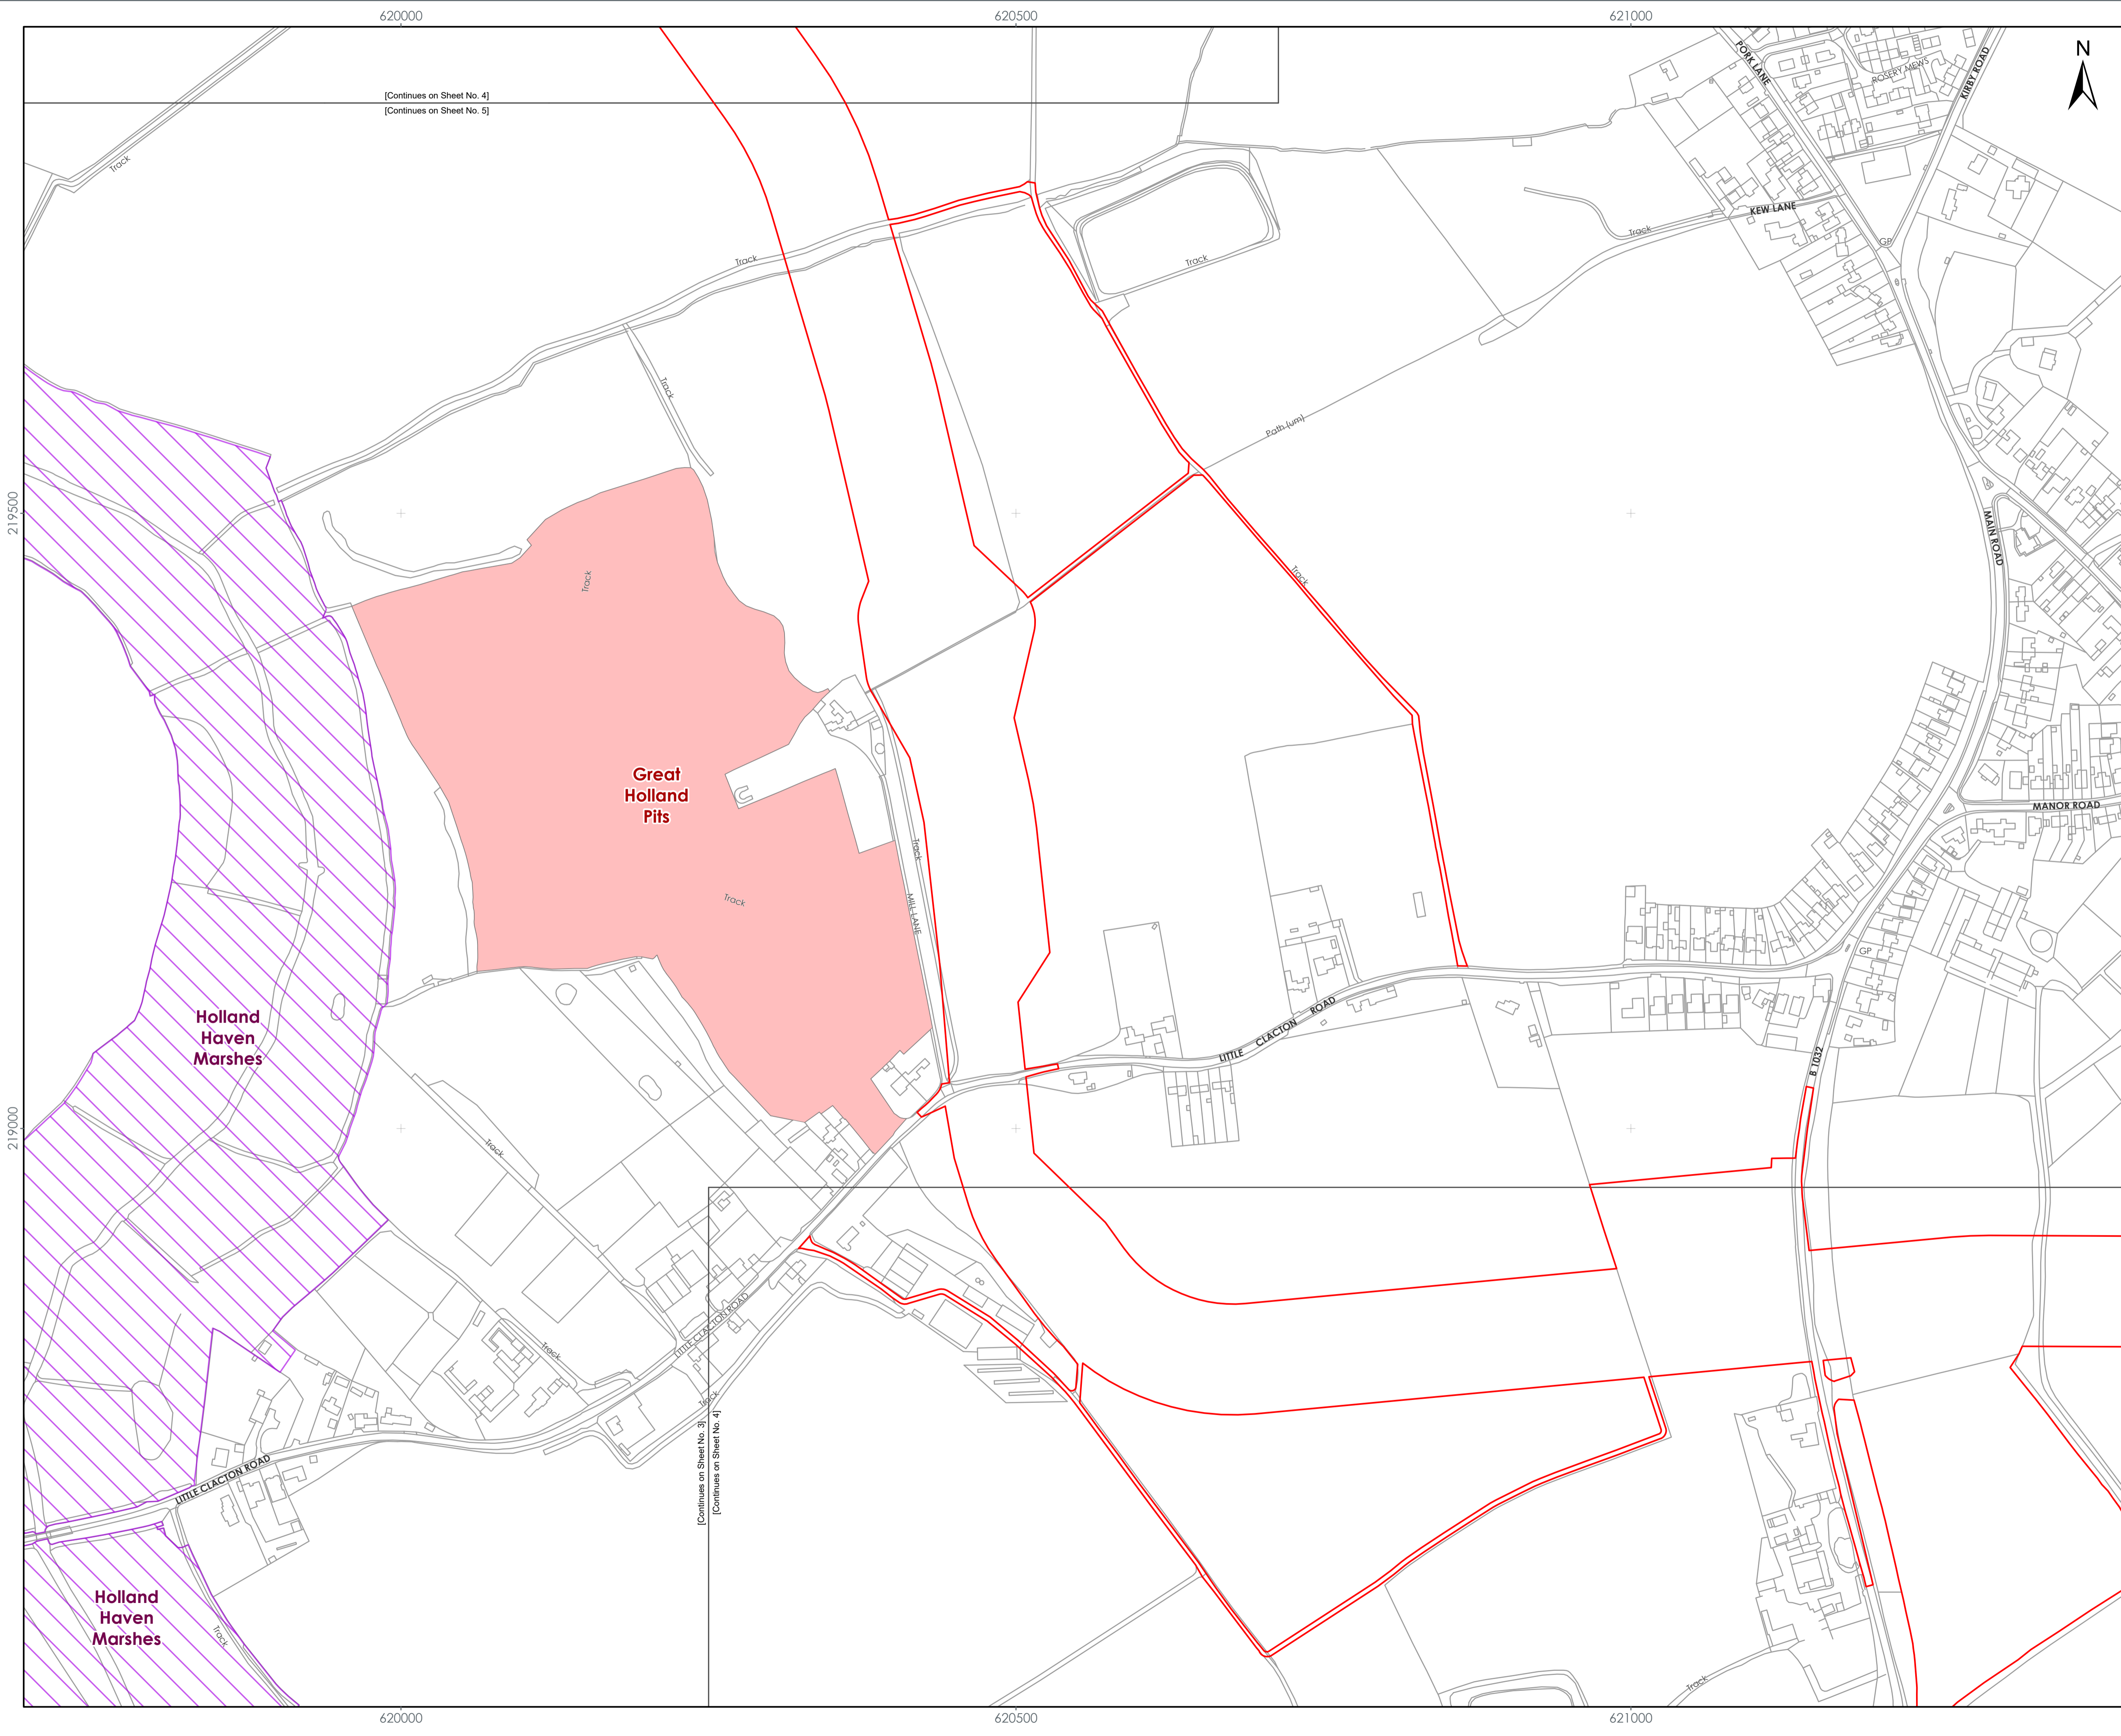 620000
620500
621000
N
PORK LANE
ROSERY MEWS
KIRBY ROAD
[Continues on Sheet No. 4]
[Continues on Sheet No. 5]
Track
KEW LANE
Track
GP
Track
Track
Track
Path (um)
219500
MAIN ROAD
Track
Track
Great
Holland
Pits
MANOR ROAD
Track
Track
MILL LANE
GP
Holland
Haven
Marshes
LITTLE CLACTON ROAD
B 1032
219000
Track
LITTLE CLACTON ROAD
Track
Track
[Continues on Sheet No. 3]
[Continues on Sheet No. 4]
LITTLE CLACTON ROAD
Holland
Haven
Marshes
Track
Track
620000
620500
621000